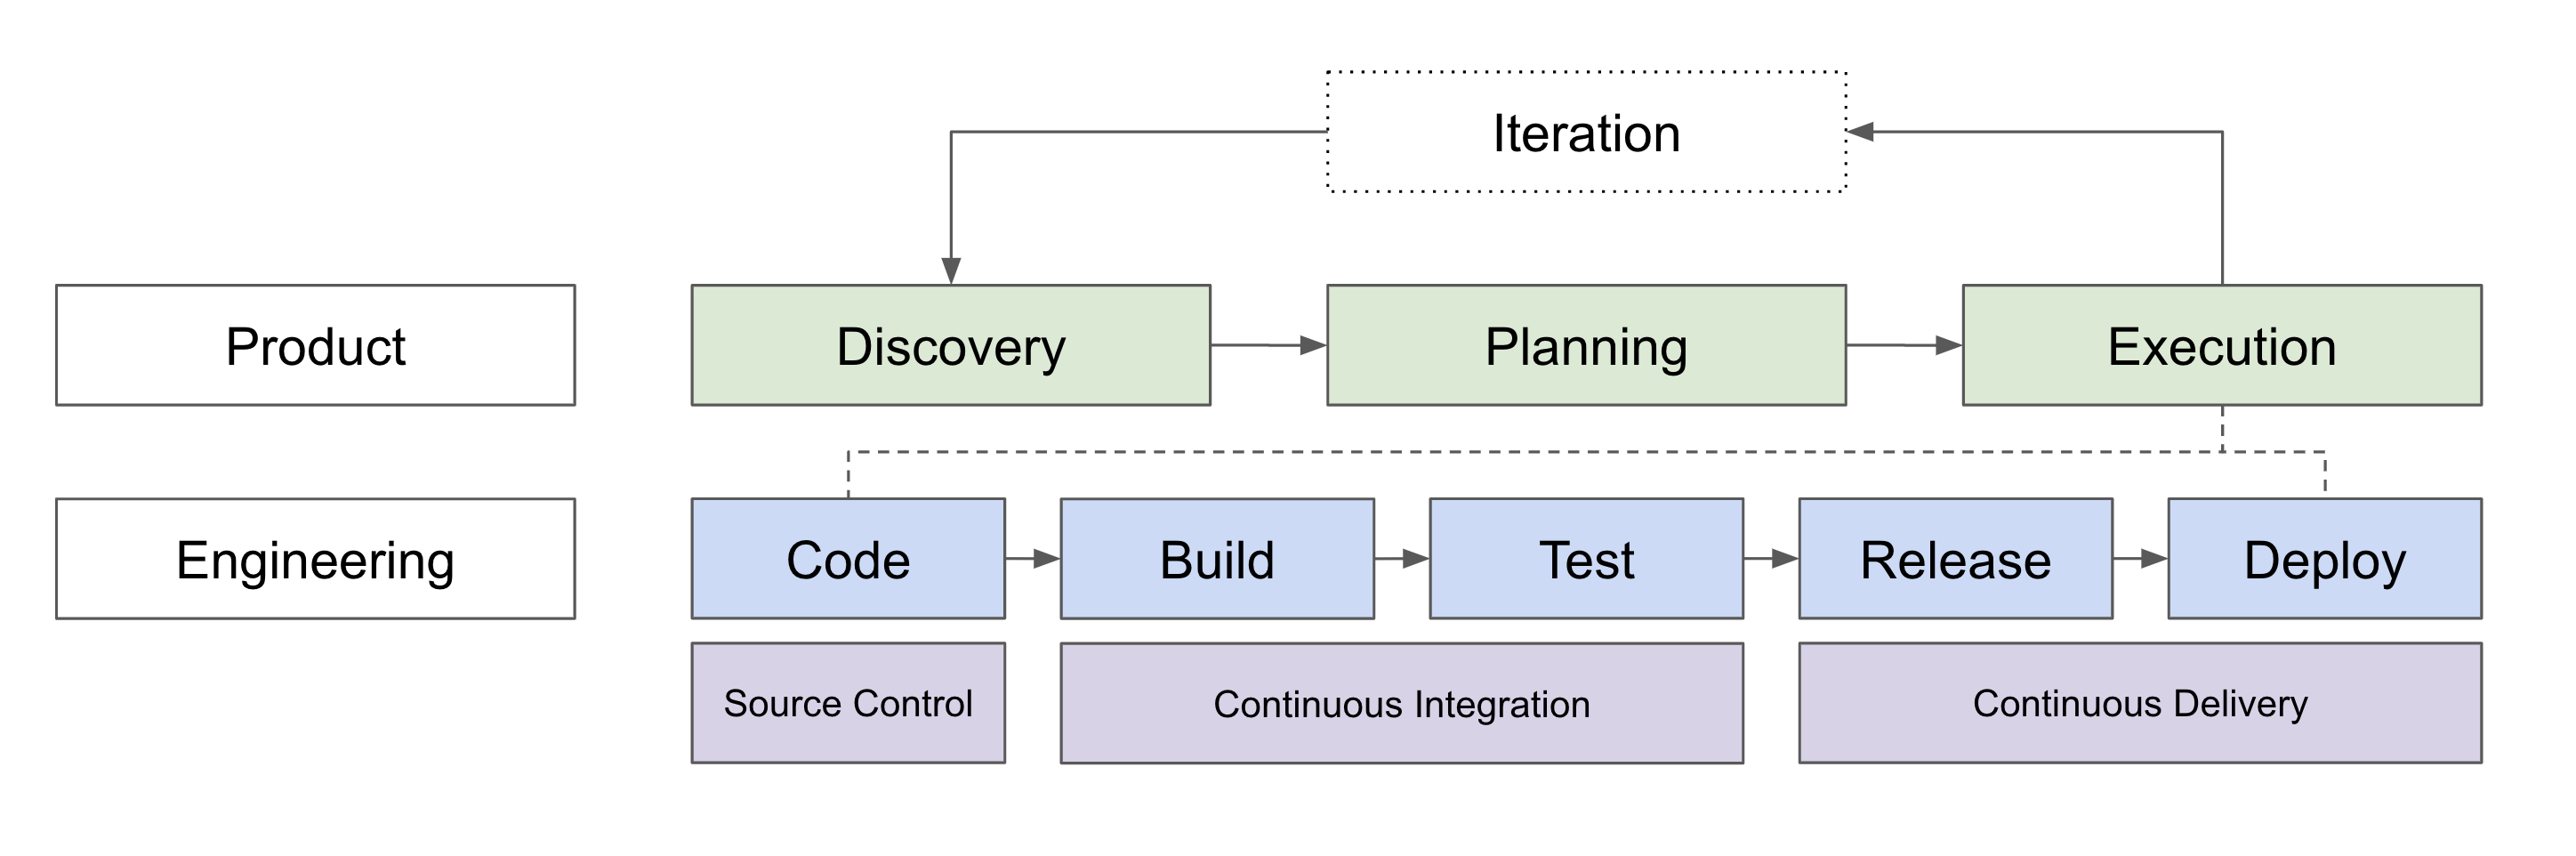 Iteration
Product
Discovery
Planning
Execution
Engineering
Code
Build
Test
Release
Deploy
Source Control
Continuous Integration
Continuous Delivery